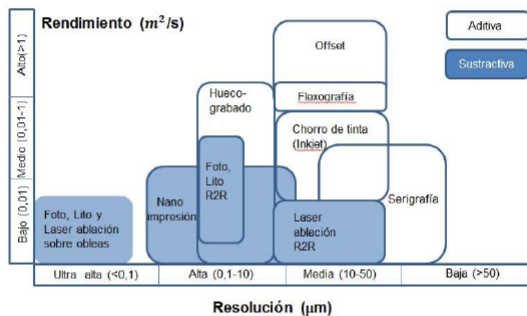 Rendimiento (m²/s)
Aditiva
Sustractiva
Alto(>1)
Medio [0,01-1)
Bajo [0,01)
Offset
Flexografía
Hueco-
grabado
Chorro de tinta
(Inkjet)
Foto,
Lito
R2R
Serigrafía
Nano
impresión
Foto, Lito y
Laser ablación
sobre obleas
Laser
ablación
R2R
Ultra alta (<0,1)
Alta (0,1-10)
Media (10-50)
Baja (>50)
Resolución (μm)